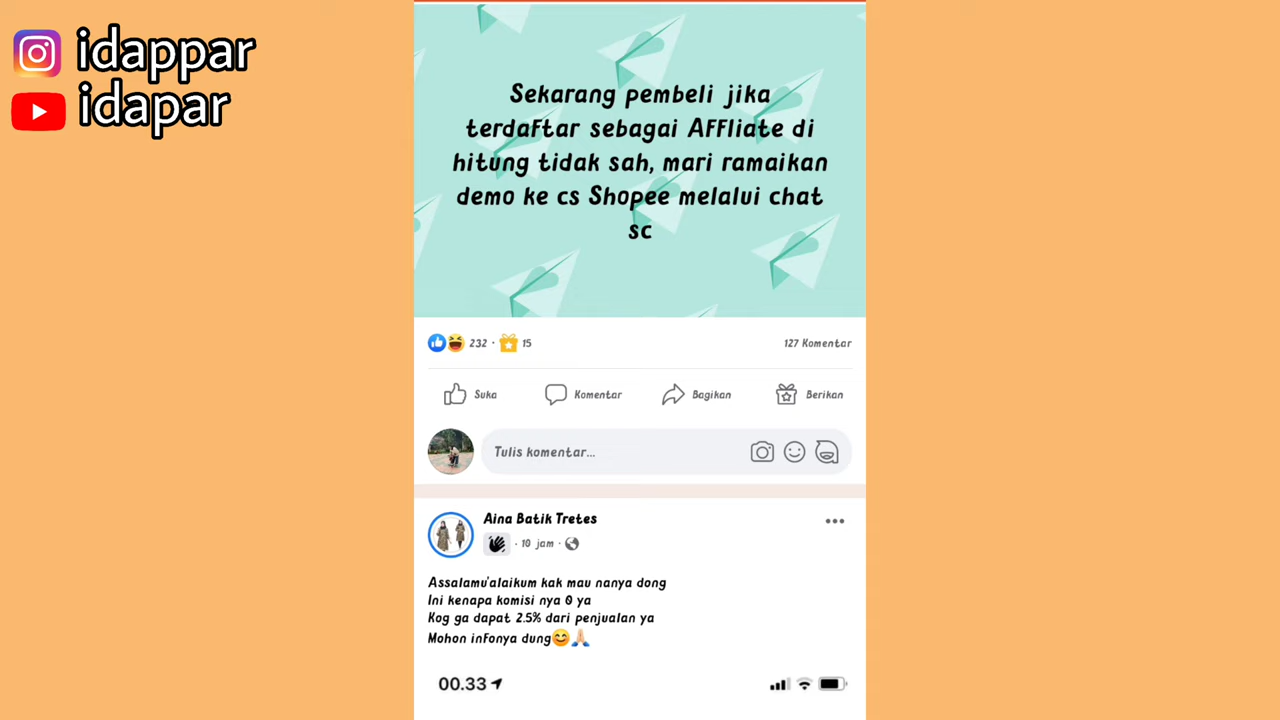 idappar
idapar
Sekarang pembeli jika
terdaftar sebagai Affliate di
hitung tidak sah, mari ramaikan
demo ke cs Shopee melalui chat
sc
232 · 15
127 Komentar
Suka
Komentar
Bagikan
Berikan
Tulis komentar...
Aina Batik Tretes
· 10 jam ·
Assalamu'alaikum kak mau nanya dong
Ini kenapa komisi nya 0 ya
Kog ga dapat 2.5% dari penjualan ya
Mohon infonya dung😊🙏🏻
00.33